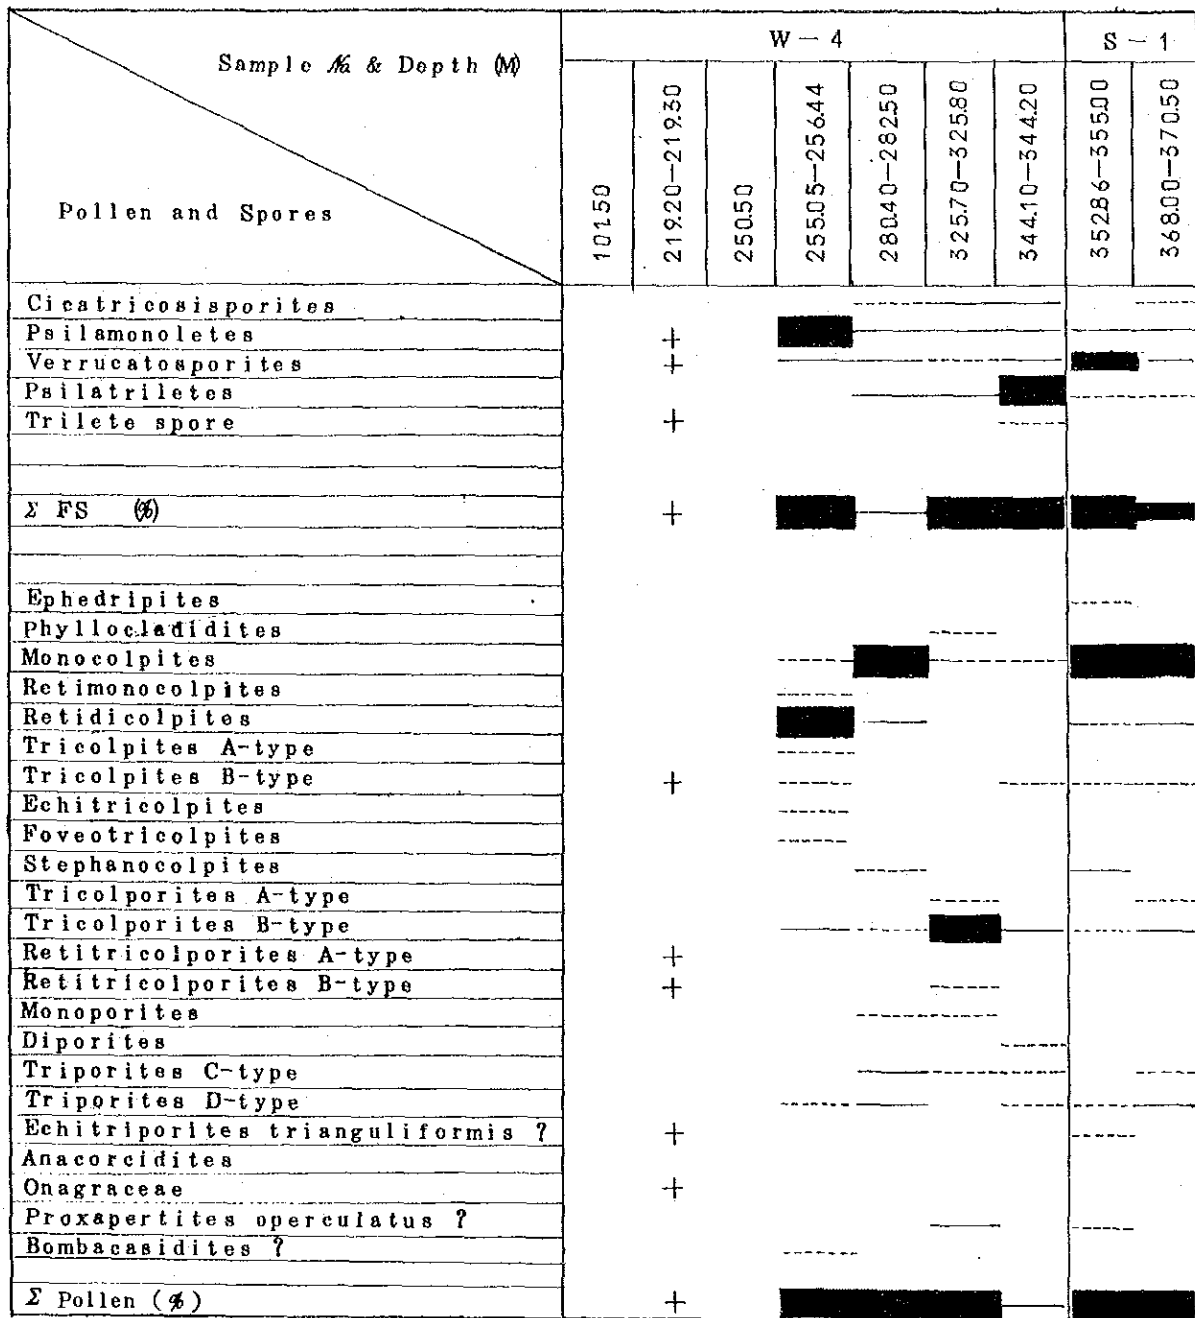 W-4
S-1
Sample № & Depth (M)
Pollen and Spores
101.50
219.20-219.30
250.50
255.05-256.44
280.40-282.50
325.70-325.80
344.10-344.20
352.86-355.00
368.00-370.50
Cicatricosisporites
Psilamonoletes +
Verrucatosporites +
Psilatriletes
Trilete spore +
Σ FS (%) +
Ephedripites
Phyllocladidites
Monocolpites
Retimonocolpites
Retidicolpites
Tricolpites A-type
Tricolpites B-type +
Echitricolpites
Foveotricolpites
Stephanocolpites
Tricolporites A-type
Tricolporites B-type
Retitricolporites A-type +
Retitricolporites B-type +
Monoporites
Diporites
Triporites C-type
Triporites D-type
Echitriporites trianguliformis ? +
Anacorcidites
Onagraceae +
Proxapertites operculatus ?
Bombacasidites ?
Σ Pollen (%) +